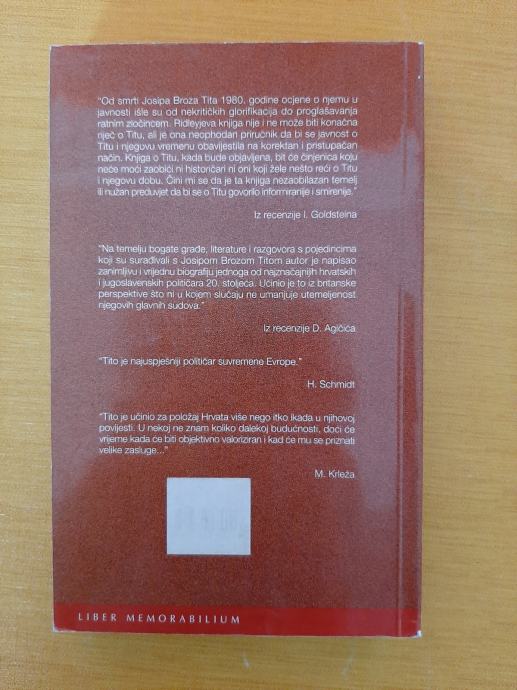 "Od smrti Josipa Broza Tita 1980. godine ocjene o njemu u
javnosti išle su od nekritičkih glorifikacija do proglašavanja
ratnim zločincem. Ridleyjeva knjiga nije i ne može biti konačna
riječ o Titu, ali je ona neophodan priručnik da bi se javnost o
Titu i njegovu vremenu obavijestila na korektan i pristupačan
način. Knjiga o Titu, kada bude objavljena, bit će činjenica koju
neće moći zaobići ni historičari ni oni koji žele nešto reći o Titu
i njegovu dobu. Čini mi se da je ta knjiga nezaobilazan temelj
ili nužan preduvjet da bi se o Titu govorilo informiranije i smirenije."
Iz recenzije I. Goldsteina
"Na temelju bogate građe, literature i razgovora s pojedincima
koji su surađivali s Josipom Brozom Titom autor je napisao
zanimljivu i vrijednu biografiju jednoga od najznačajnijh hrvatskih
i jugoslavenskih političara 20. stoljeća. Učinio je to iz britanske
perspektive što ni u kojem slučaju ne umanjuje utemeljenost
njegovih glavnih sudova."
Iz recenzije D. Agičića
"Tito je najuspješniji političar suvremene Evrope."
H. Schmidt
"Tito je učinio za položaj Hrvata više nego itko ikada u njihovoj
povijesti. U nekoj ne znam koliko dalekoj budućnosti, doći će
vrijeme kada će biti objektivno valoriziran i kad će mu se priznati
velike zasluge..."
M. Krleža
LIBER MEMORABILIUM